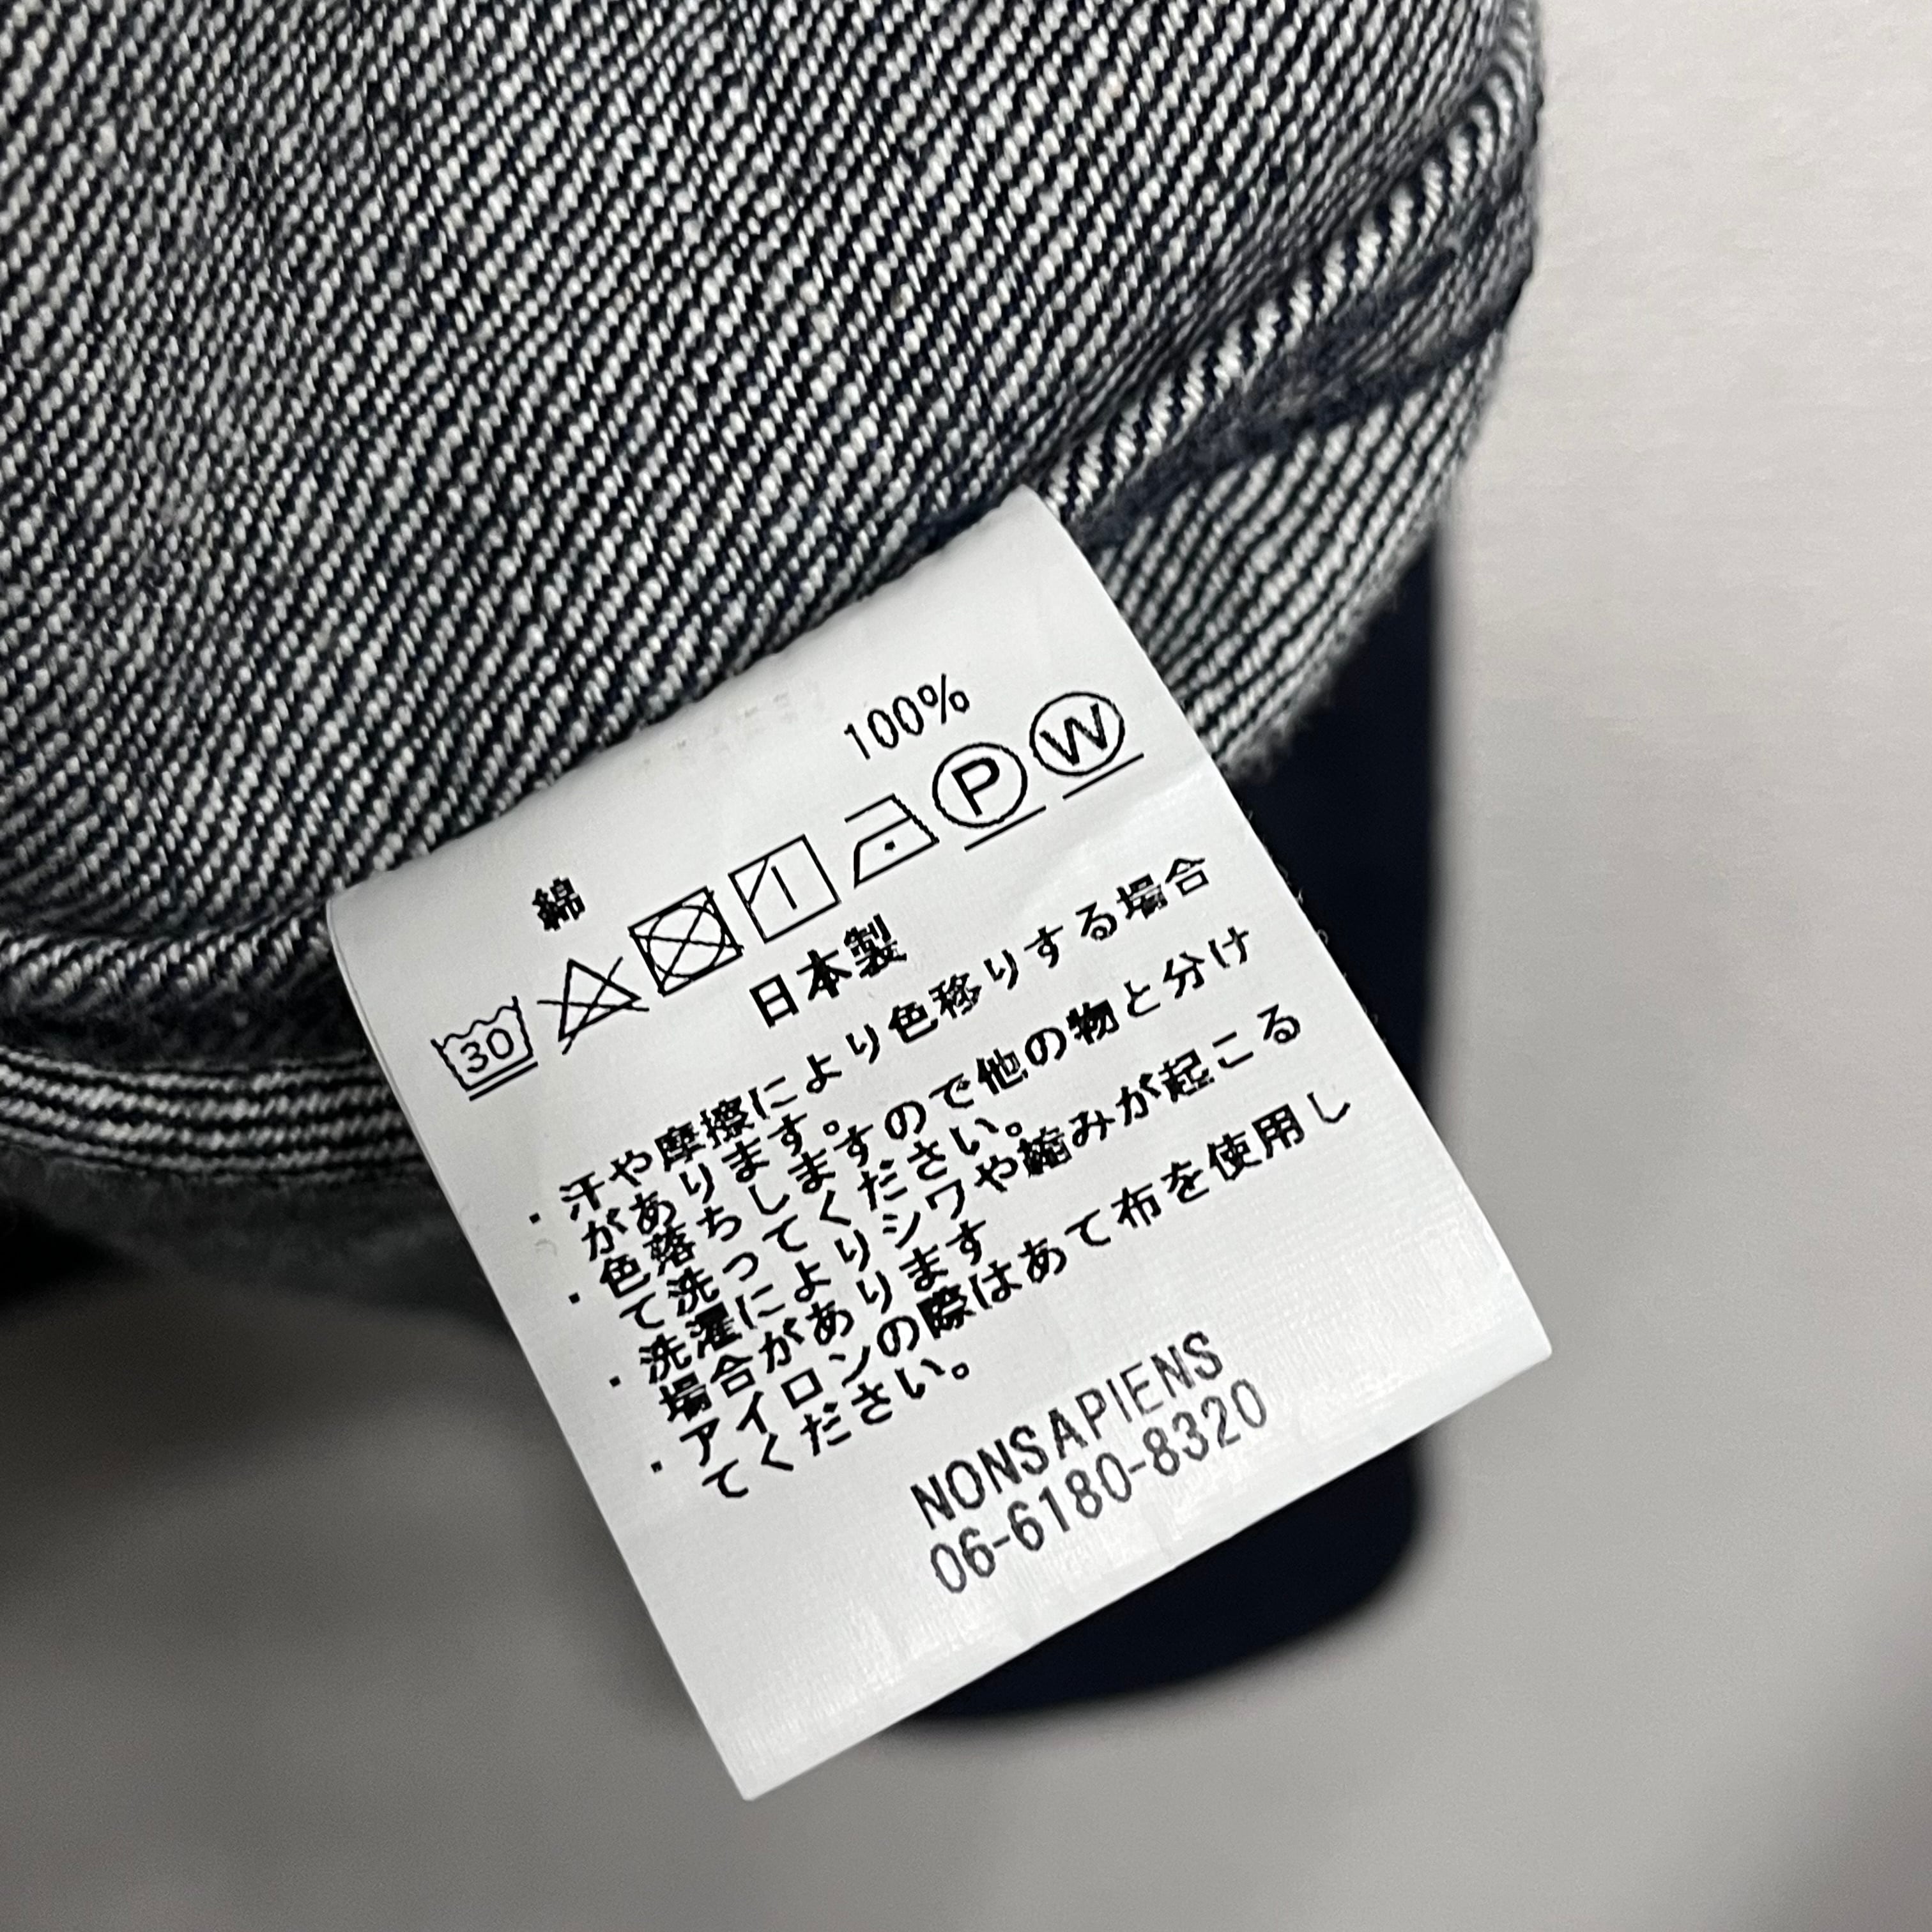 綿 100%
30 P W
日本製
・汗や摩擦により色移りする場合
があります。
・色落ちしますので他の物と分け
て洗ってください。
・洗濯によりシワや縮みが起こる
場合があります
・アイロンの際はあて布を使用し
てください。
NONSAPIENS
06-6180-8320